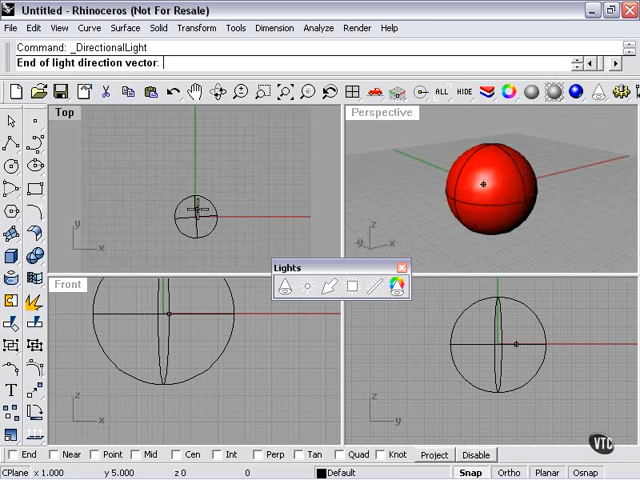 Untitled - Rhinoceros (Not For Resale)
File Edit View Curve Surface Solid Transform Tools Dimension Analyze Render Help
Command: _DirectionalLight
End of light direction vector:
ALL HIDE
Top
Perspective
y
x
z
y
x
Lights
Front
z
x
z
y
T
VTC
End Near Point Mid Cen Int Perp Tan Quad Knot Project Disable
CPlane x 1.000 y 5.000 z 0 0 Default Snap Ortho Planar Osnap